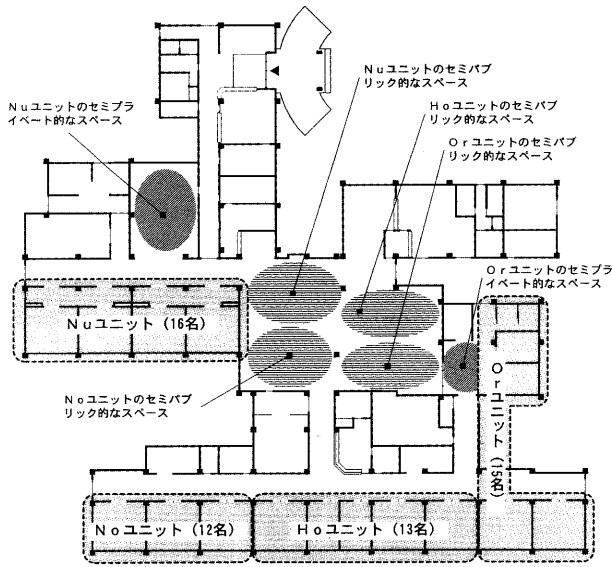 Nuユニットのセミパブ
リック的なスペース
Hoユニットのセミパブ
リック的なスペース
Orユニットのセミパブ
リック的なスペース
Nuユニットのセミプラ
イベート的なスペース
Orユニットのセミプラ
イベート的なスペース
Nuユニット (16名)
Orユニット (15名)
Noユニットのセミパブ
リック的なスペース
Noユニット (12名)
Hoユニット (13名)